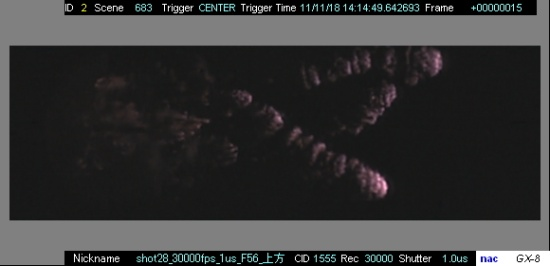 ID 2 Scene 683 Trigger CENTER Trigger Time 11/11/18 14:14:49.642693 Frame +00000015
Nickname shot28_30000fps_1us_F56_上方 CID 1555 Rec 30000 Shutter 1.0us nac GX-8